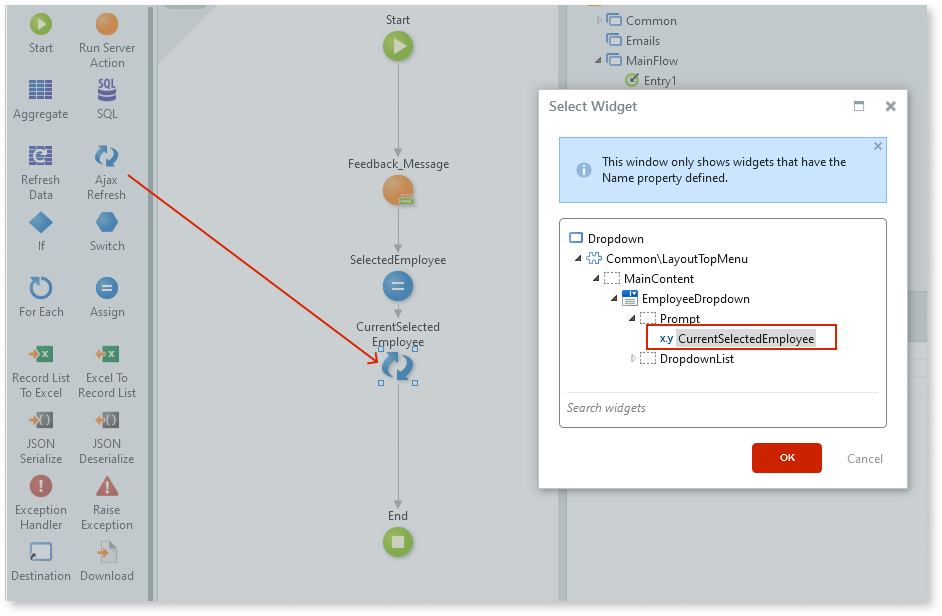 Start
Run Server
Action
Aggregate
SQL
SQL
Refresh
Data
Ajax
Refresh
If
Switch
For Each
Assign
Record List
To Excel
Excel To
Record List
JSON
Serialize
JSON
Deserialize
Exception
Handler
Raise
Exception
Destination
Download
Start
Feedback_Message
SelectedEmployee
CurrentSelected
Employee
End
Common
Emails
MainFlow
Entry1
Select Widget
This window only shows widgets that have the
Name property defined.
Dropdown
Common\LayoutTopMenu
MainContent
EmployeeDropdown
Prompt
x.y CurrentSelectedEmployee
DropdownList
Search widgets
OK
Cancel